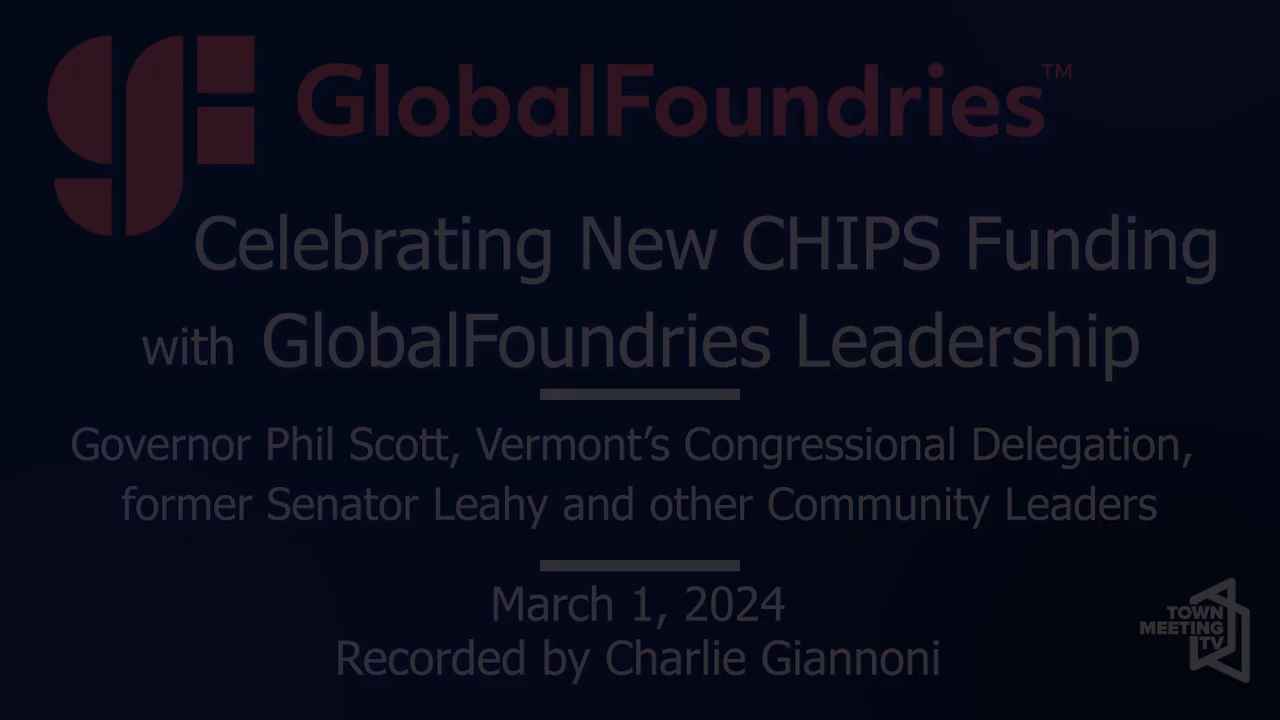 gf GlobalFoundries™
Celebrating New CHIPS Funding
with GlobalFoundries Leadership
Governor Phil Scott, Vermont’s Congressional Delegation,
former Senator Leahy and other Community Leaders
March 1, 2024
Recorded by Charlie Giannoni
TOWN
MEETING
TV